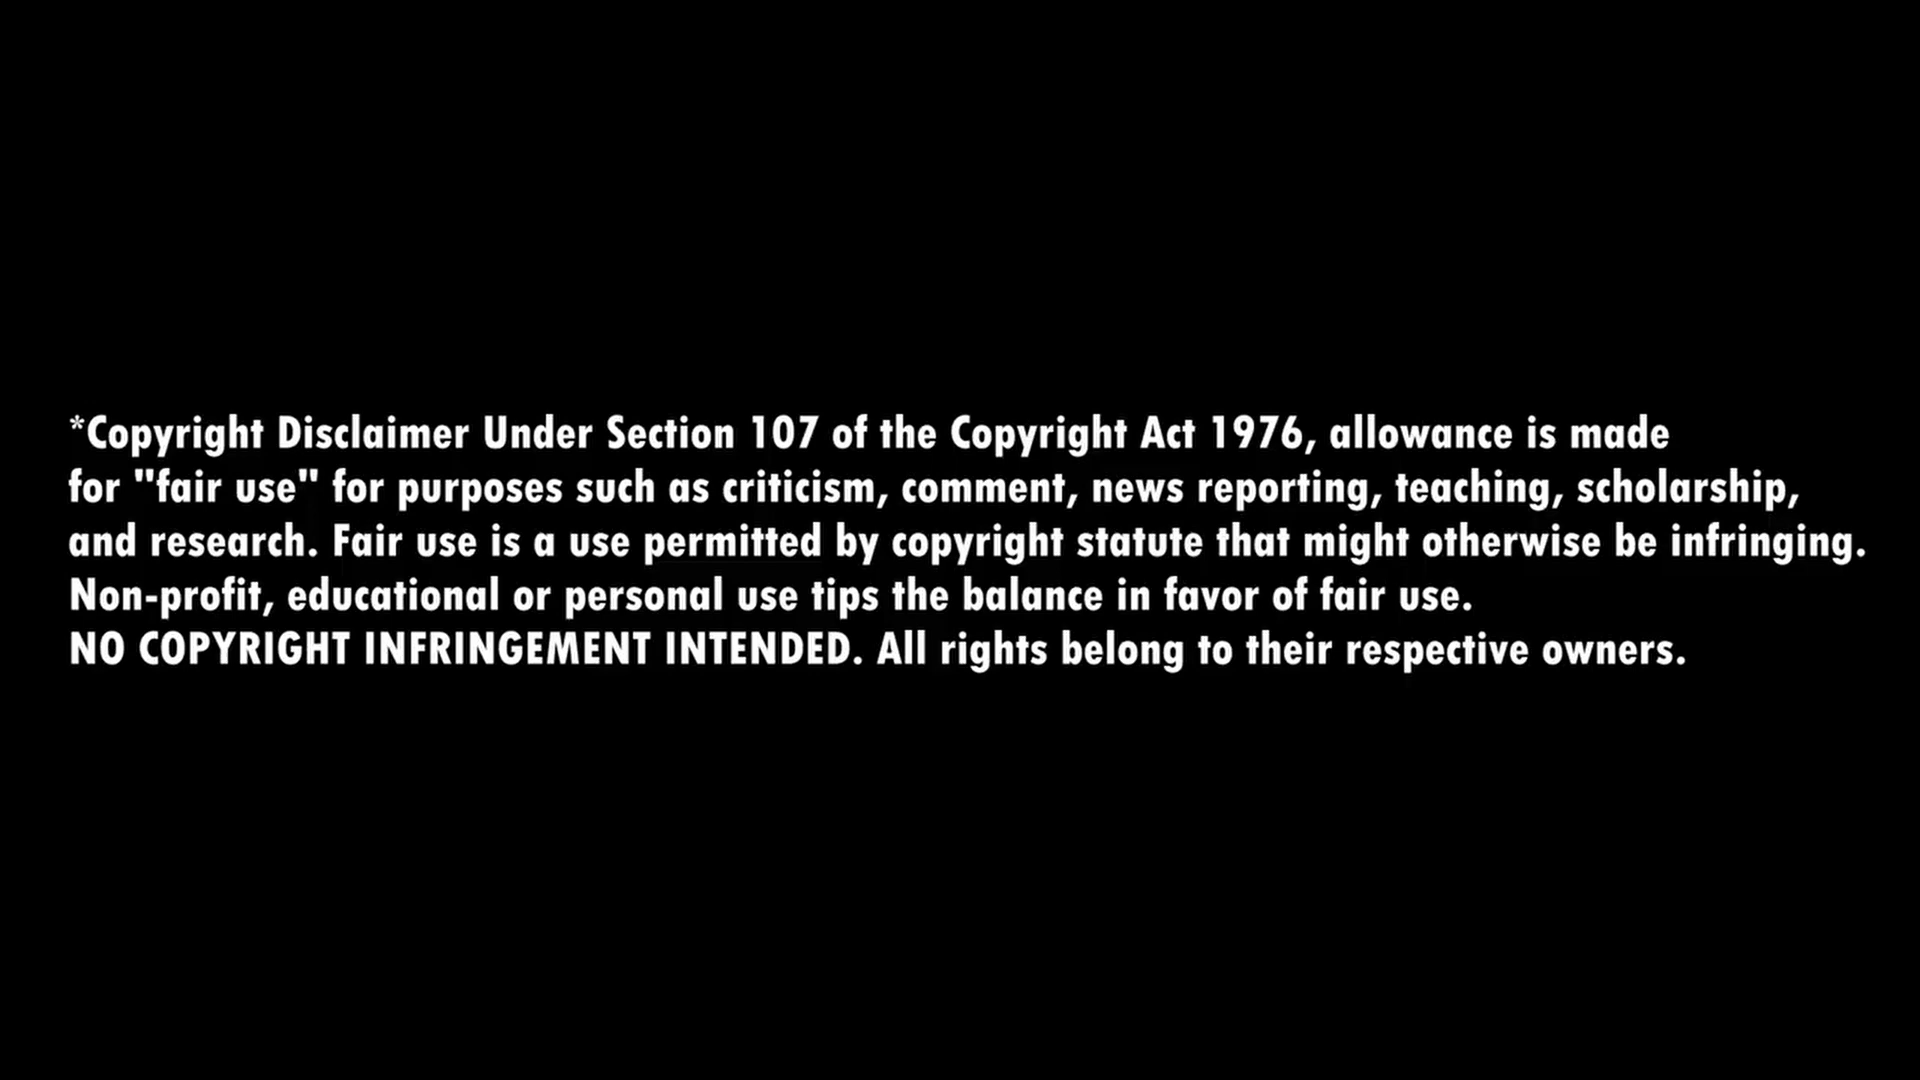 *Copyright Disclaimer Under Section 107 of the Copyright Act 1976, allowance is made
for "fair use" for purposes such as criticism, comment, news reporting, teaching, scholarship,
and research. Fair use is a use permitted by copyright statute that might otherwise be infringing.
Non-profit, educational or personal use tips the balance in favor of fair use.
NO COPYRIGHT INFRINGEMENT INTENDED. All rights belong to their respective owners.